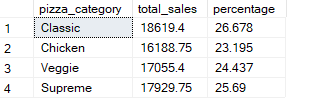 pizza_category total_sales percentage
1 Classic 18619.4 26.678
2 Chicken 16188.75 23.195
3 Veggie 17055.4 24.437
4 Supreme 17929.75 25.69